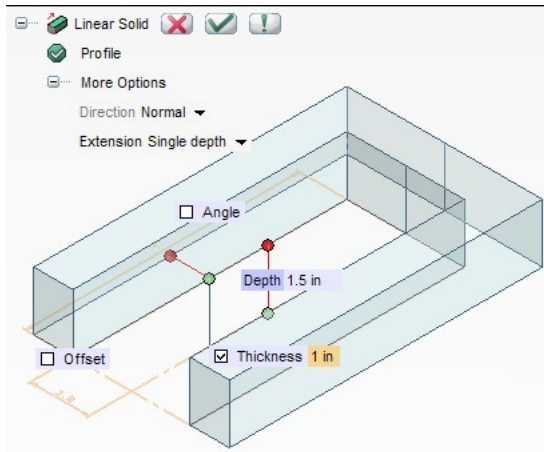 Linear Solid
Profile
More Options
Direction Normal
Extension Single depth
Angle
Depth 1.5 in
Offset
Thickness 1 in